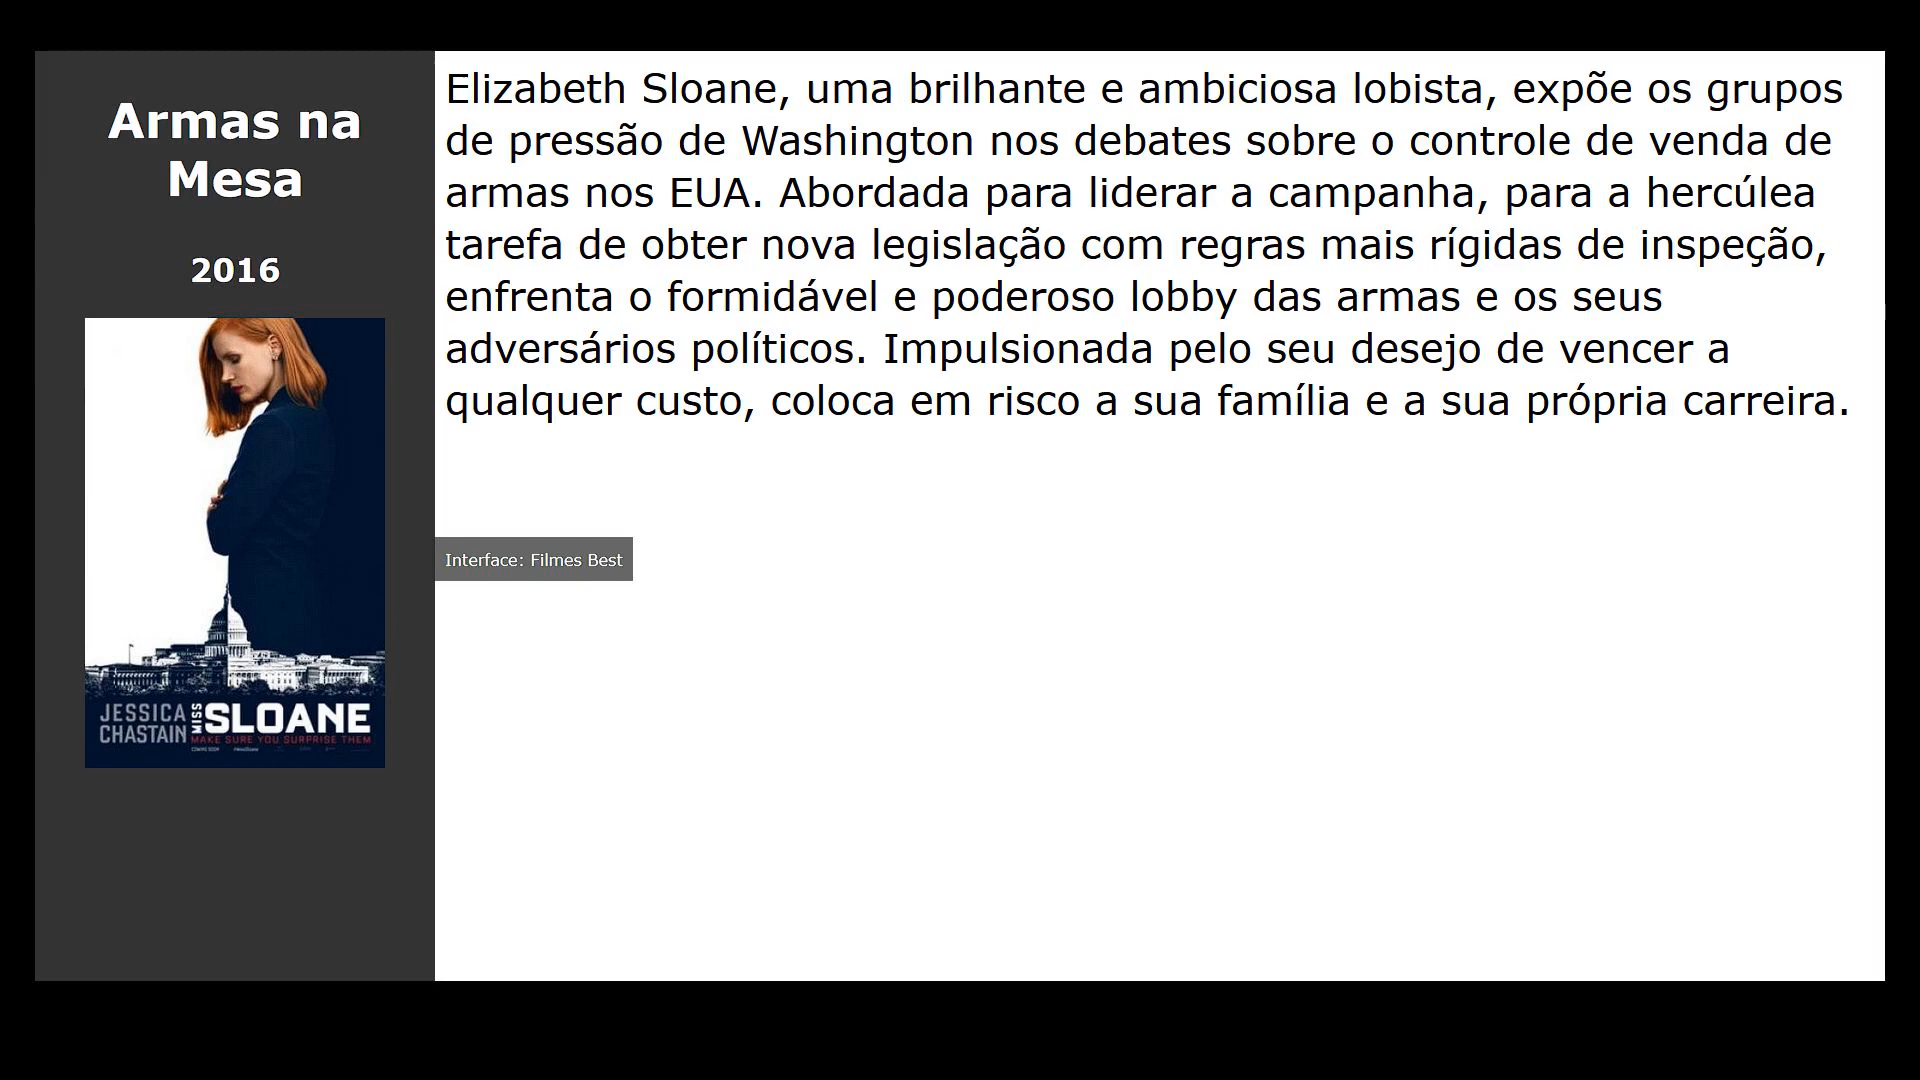 Armas na
Mesa
2016
JESSICA
CHASTAIN
MISS
SLOANE
MAKE SURE YOU SURPRISE THEM
COMING SOON
Elizabeth Sloane, uma brilhante e ambiciosa lobista, expõe os grupos
de pressão de Washington nos debates sobre o controle de venda de
armas nos EUA. Abordada para liderar a campanha, para a hercúlea
tarefa de obter nova legislação com regras mais rígidas de inspeção,
enfrenta o formidável e poderoso lobby das armas e os seus
adversários políticos. Impulsionada pelo seu desejo de vencer a
qualquer custo, coloca em risco a sua família e a sua própria carreira.
Interface: Filmes Best